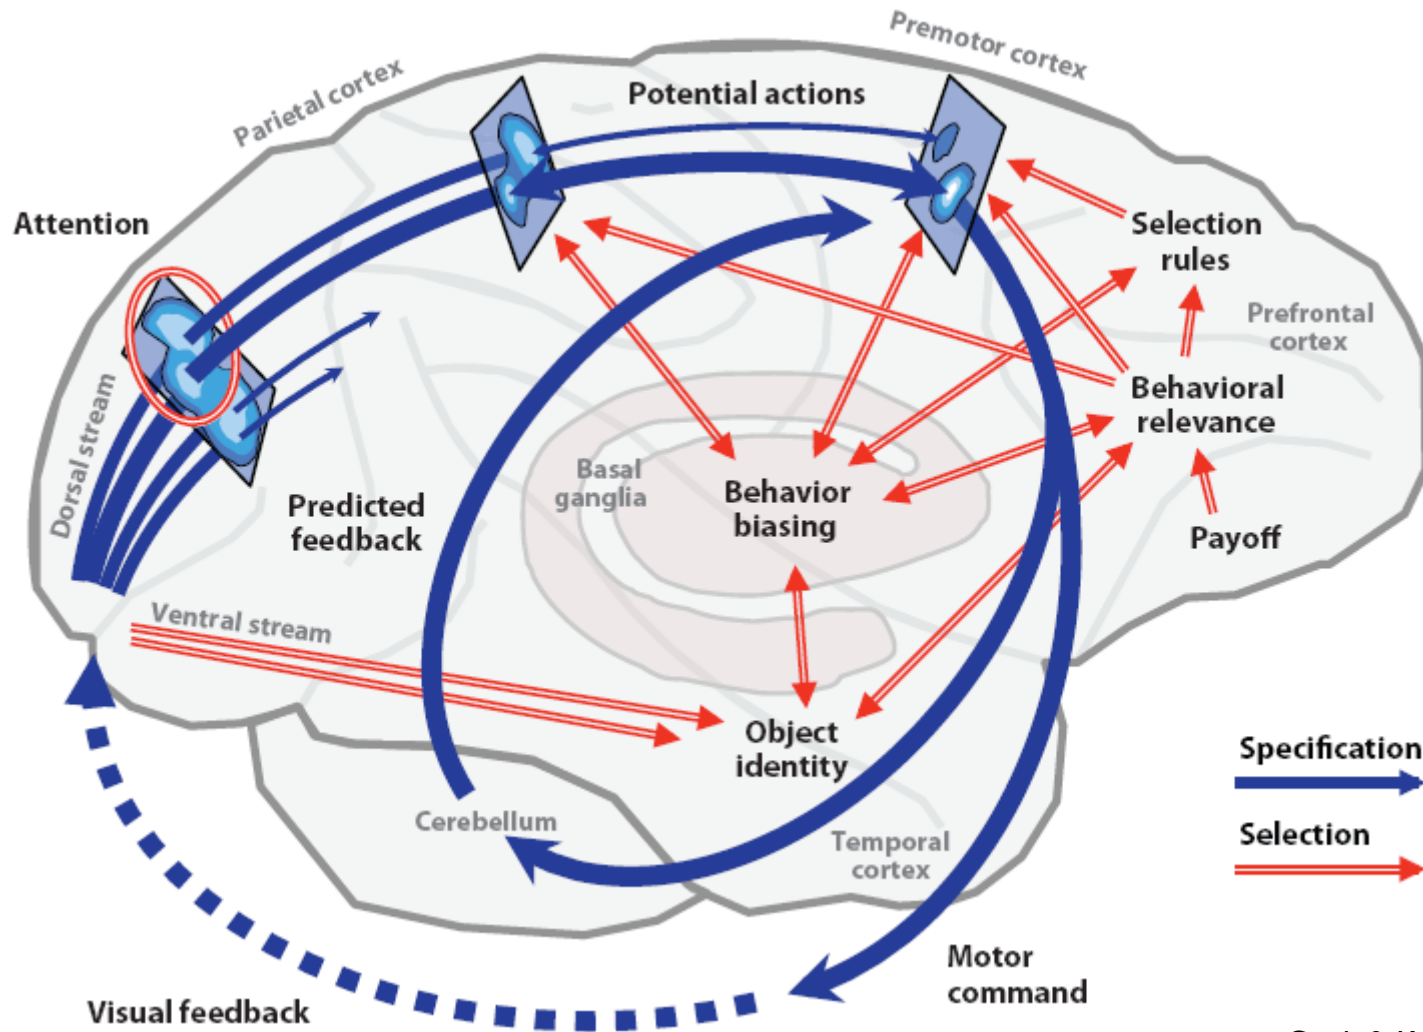 Premotor cortex
Parietal cortex
Potential actions
Attention
Selection
rules
Prefrontal
cortex
Behavioral
relevance
Dorsal stream
Basal
ganglia
Behavior
biasing
Predicted
feedback
Payoff
Ventral stream
Object
identity
Specification
Cerebellum
Temporal
cortex
Selection
Motor
command
Visual feedback